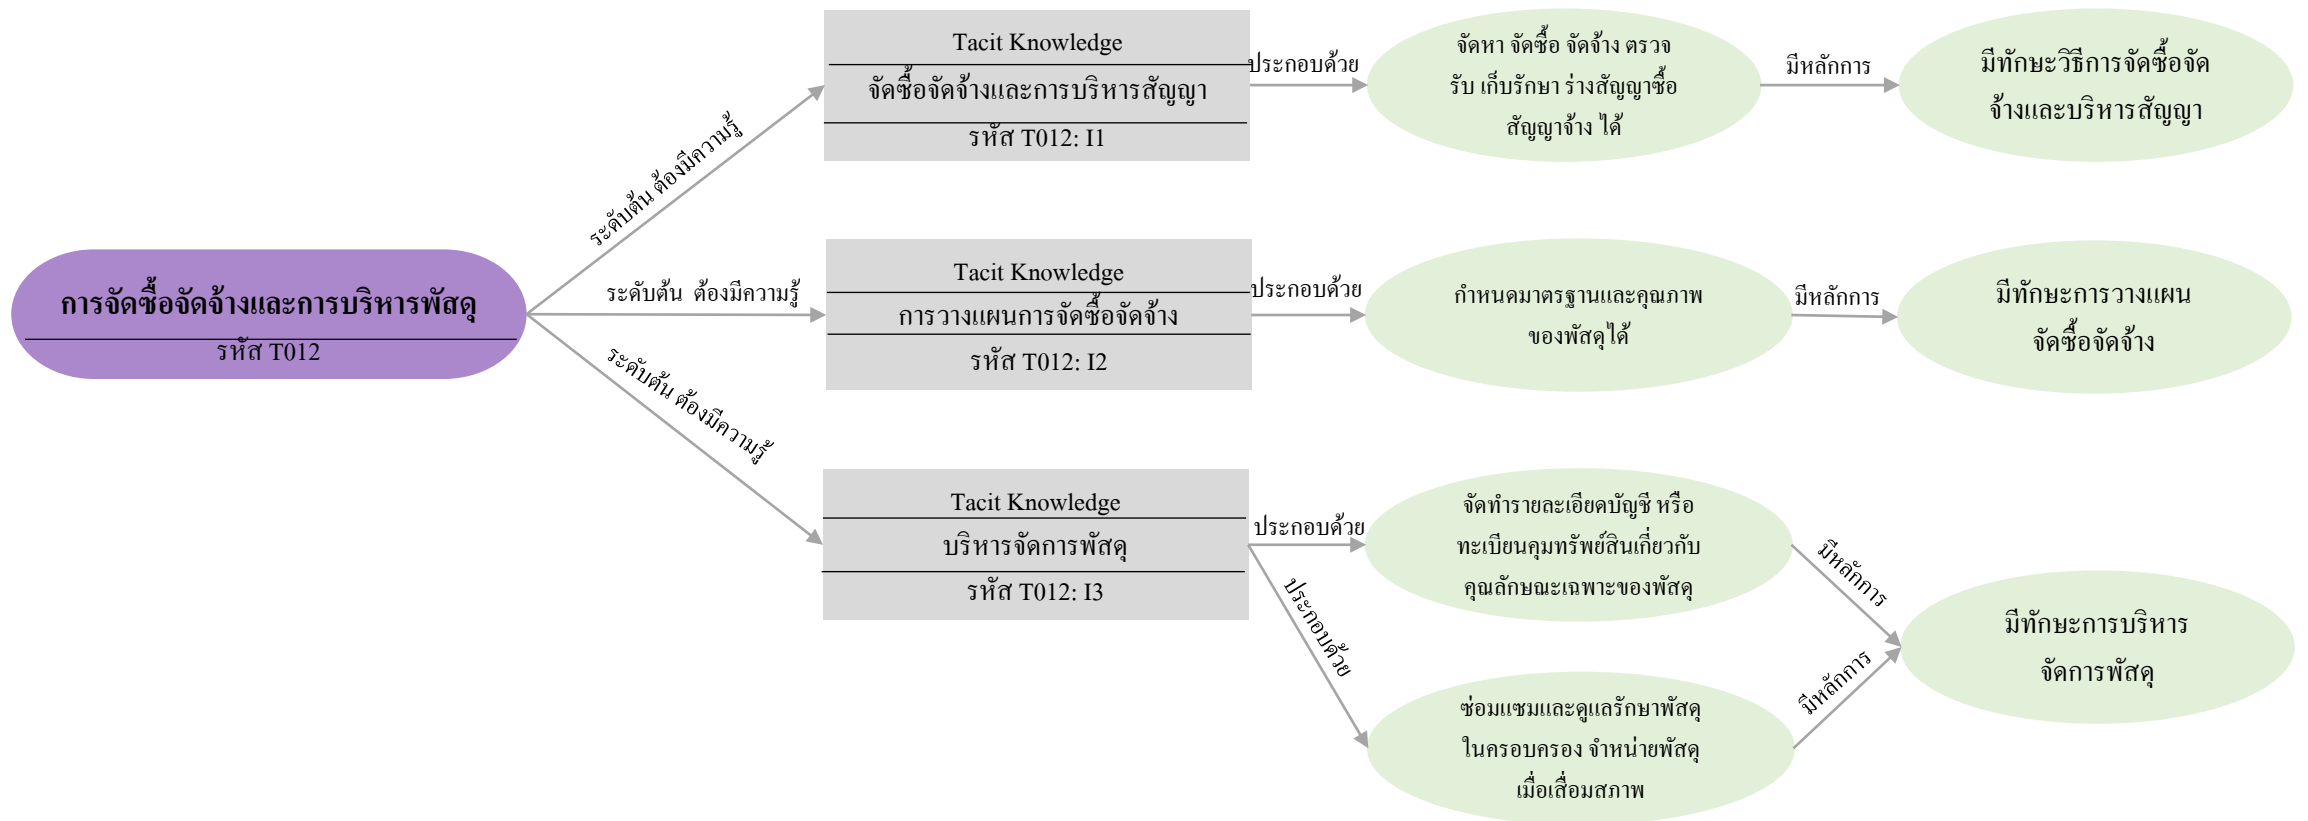 การจัดซื้อจัดจ้างและการบริหารพัสดุ
รหัส T012
ระดับต้น ต้องมีความรู้
Tacit Knowledge
จัดซื้อจัดจ้างและการบริหารสัญญา
รหัส T012: I1
ประกอบด้วย
จัดหา จัดซื้อ จัดจ้าง ตรวจ
รับ เก็บรักษา ร่างสัญญาซื้อ
สัญญาจ้าง ได้
มีหลักการ
มีทักษะวิธีการจัดซื้อจัด
จ้างและบริหารสัญญา
ระดับต้น  ต้องมีความรู้
Tacit Knowledge
การวางแผนการจัดซื้อจัดจ้าง
รหัส T012: I2
ประกอบด้วย
กำหนดมาตรฐานและคุณภาพ
ของพัสดุได้
มีหลักการ
มีทักษะการวางแผน
จัดซื้อจัดจ้าง
ระดับต้น ต้องมีความรู้
Tacit Knowledge
บริหารจัดการพัสดุ
รหัส T012: I3
ประกอบด้วย
จัดทำรายละเอียดบัญชี หรือ
ทะเบียนคุมทรัพย์สินเกี่ยวกับ
คุณลักษณะเฉพาะของพัสดุ
มีหลักการ
ประกอบด้วย
ซ่อมแซมและดูแลรักษาพัสดุ
ในครอบครอง จำหน่ายพัสดุ
เมื่อเสื่อมสภาพ
มีหลักการ
มีทักษะการบริหาร
จัดการพัสดุ